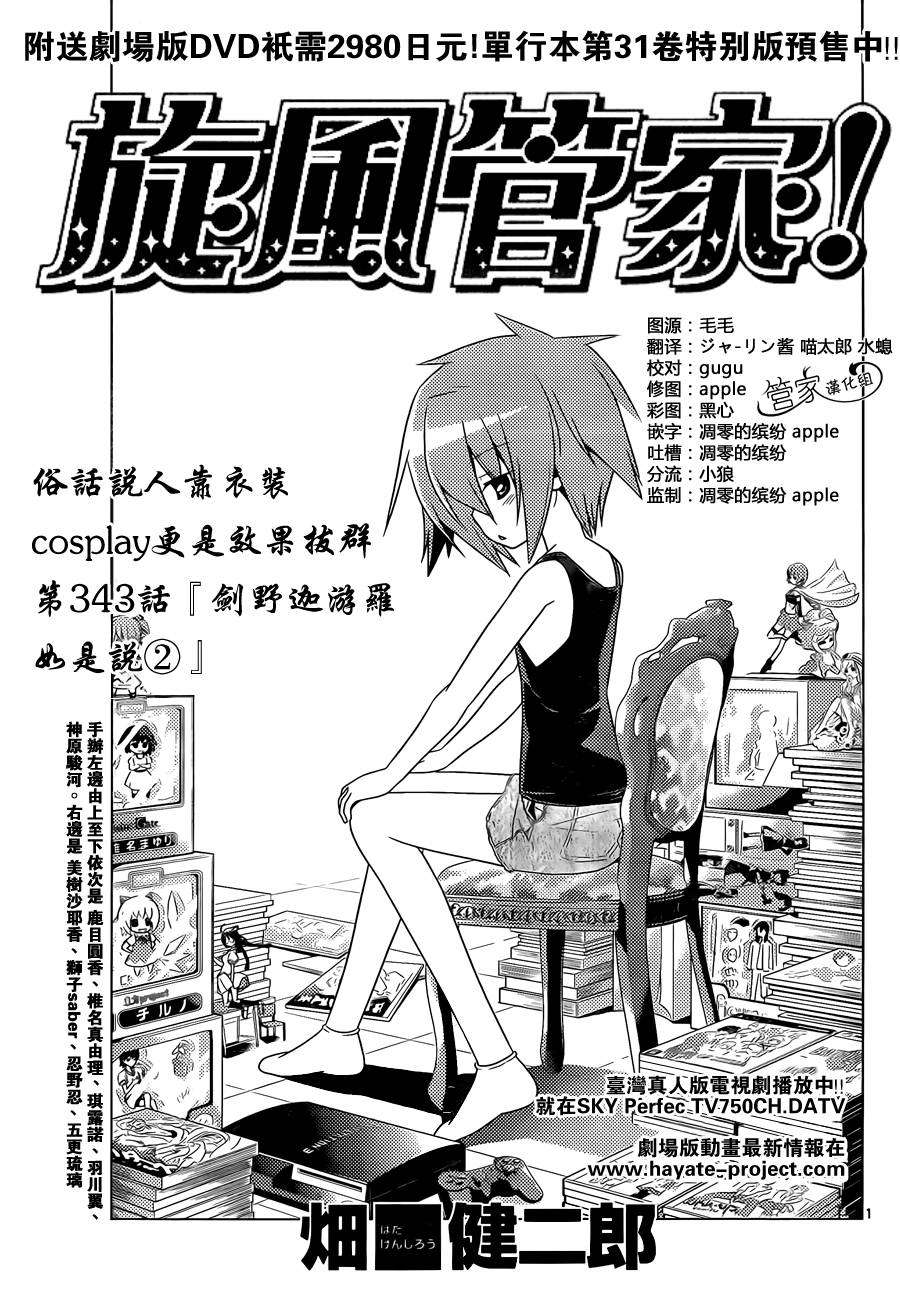 附送劇場版DVD衹需2980日元!單行本第31卷特别版預售中!!
旋風管家!
图源：毛毛
翻译：ジャ-リン酱 喵太郎 水螅
校对：gugu
修图：apple
彩图：黑心
嵌字：凋零的缤纷 apple
吐槽：凋零的缤纷
分流：小狼
监制：凋零的缤纷 apple
管家漢化組
俗話説人靠衣裝
cosplay更是效果拔群
第343話『劍野迦游羅
如是説②』
手辦左邊由上至下依次是 鹿目圓香、椎名真由理、琪露諾、羽川翼、
神原駿河。右邊是 美樹沙耶香、獅子saber、忍野忍、五更琉璃
椎名まゆり
チルノ
臺灣真人版電視劇播放中!!
就在SKY Perfec TV750CH.DATV
劇場版動畫最新情報在
www.hayate-project.com
畑健二郎
はた
けんじろう
1